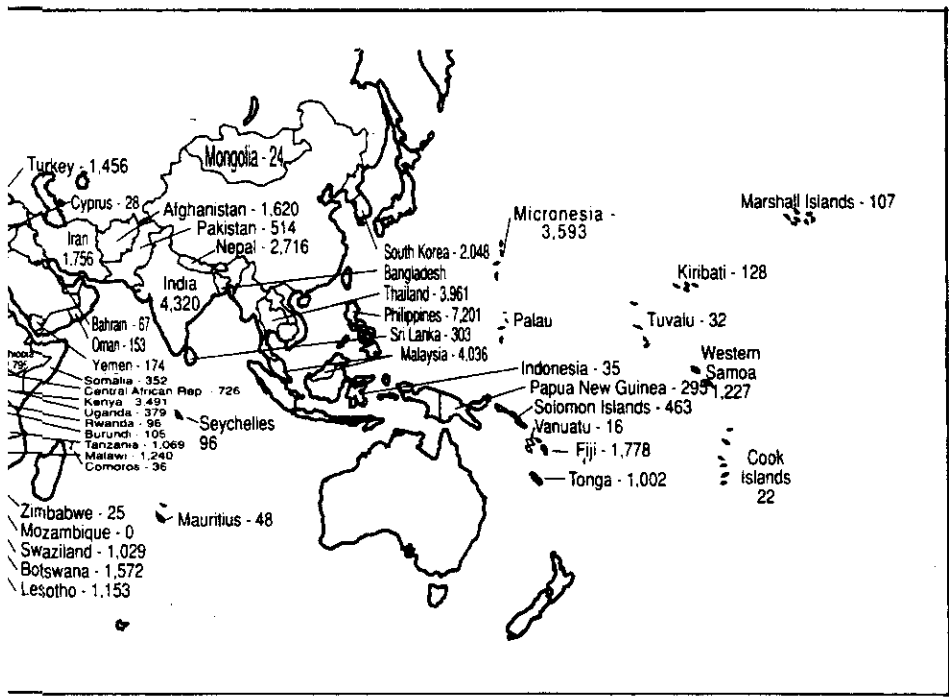 Turkey - 1,456
Mongolia - 24
Cyprus - 28
Afghanistan - 1.620
Pakistan - 514
Nepal - 2,716
Iran
1.756
India
4,320
South Korea - 2.048
Bangladesh
Thailand - 3.961
Philippines - 7,201
Sri Lanka - 303
Malaysia - 4,036
Bahran - 67
Oman - 153
Yemen - 174
Somalia - 352
Central African Rep - 726
Kenya - 3.491
Uganda - 379
Rwanda - 96
Burundi - 105
Tanzania - 1,069
Malawi - 1,240
Comoros - 36
Seychelles
96
Zimbabwe - 25
Mozambique - 0
Swaziland - 1,029
Botswana - 1,572
Lesotho - 1,153
Mauritius - 48
Micronesia -
3,593
Marshall Islands - 107
Kiribati - 128
Palau
Tuvalu - 32
Western
Samoa
1,227
Indonesia - 35
Papua New Guinea - 295
Solomon Islands - 463
Vanuatu - 16
Fiji - 1,778
Tonga - 1,002
Cook
Islands
22